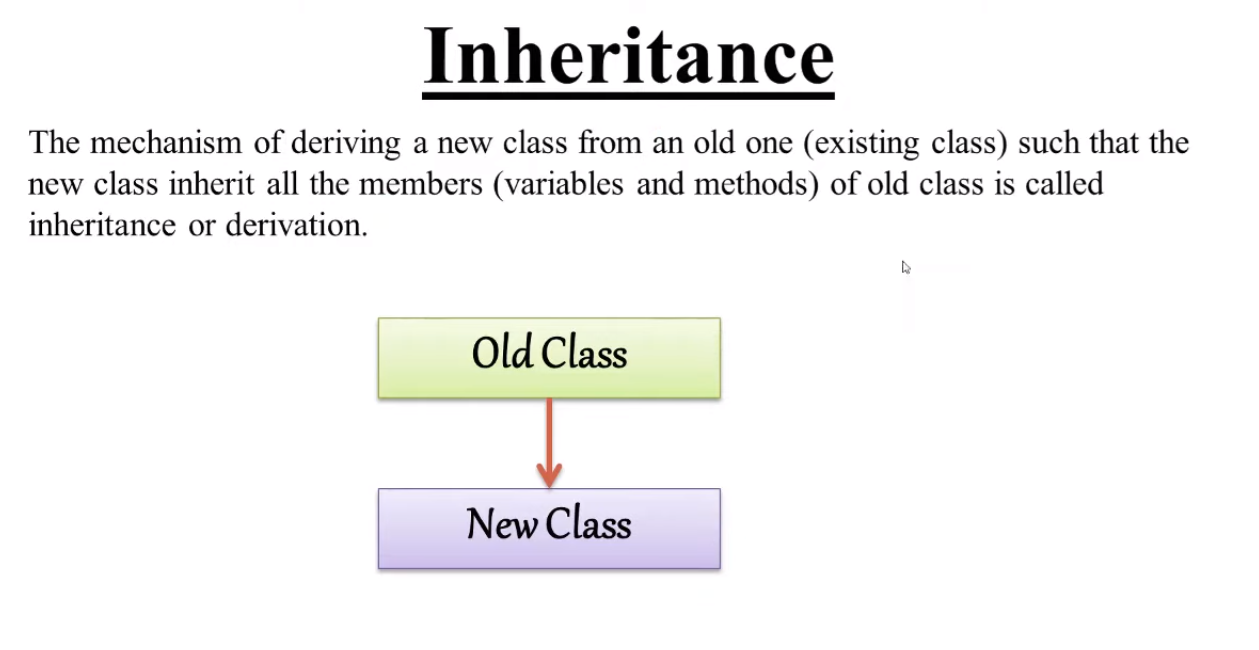 Inheritance
The mechanism of deriving a new class from an old one (existing class) such that the
new class inherit all the members (variables and methods) of old class is called
inheritance or derivation.
Old Class
New Class